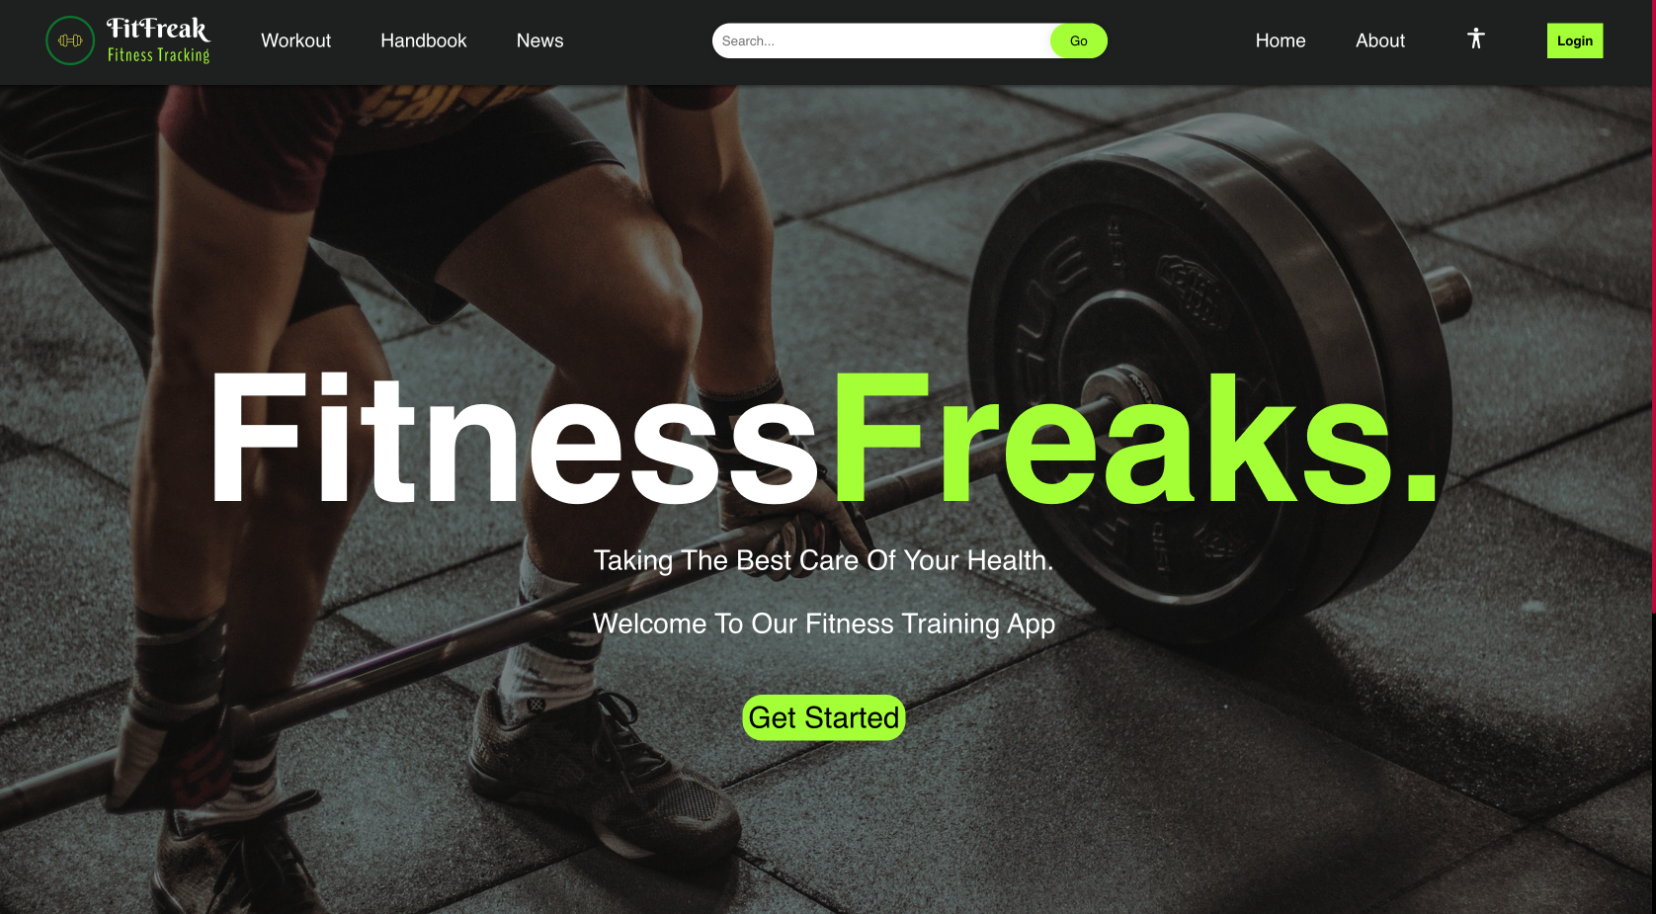 FitFreak
Fitness Tracking
Workout
Handbook
News
Search...
Go
Home
About
Login
FitnessFreaks.
Taking The Best Care Of Your Health.
Welcome To Our Fitness Training App
Get Started